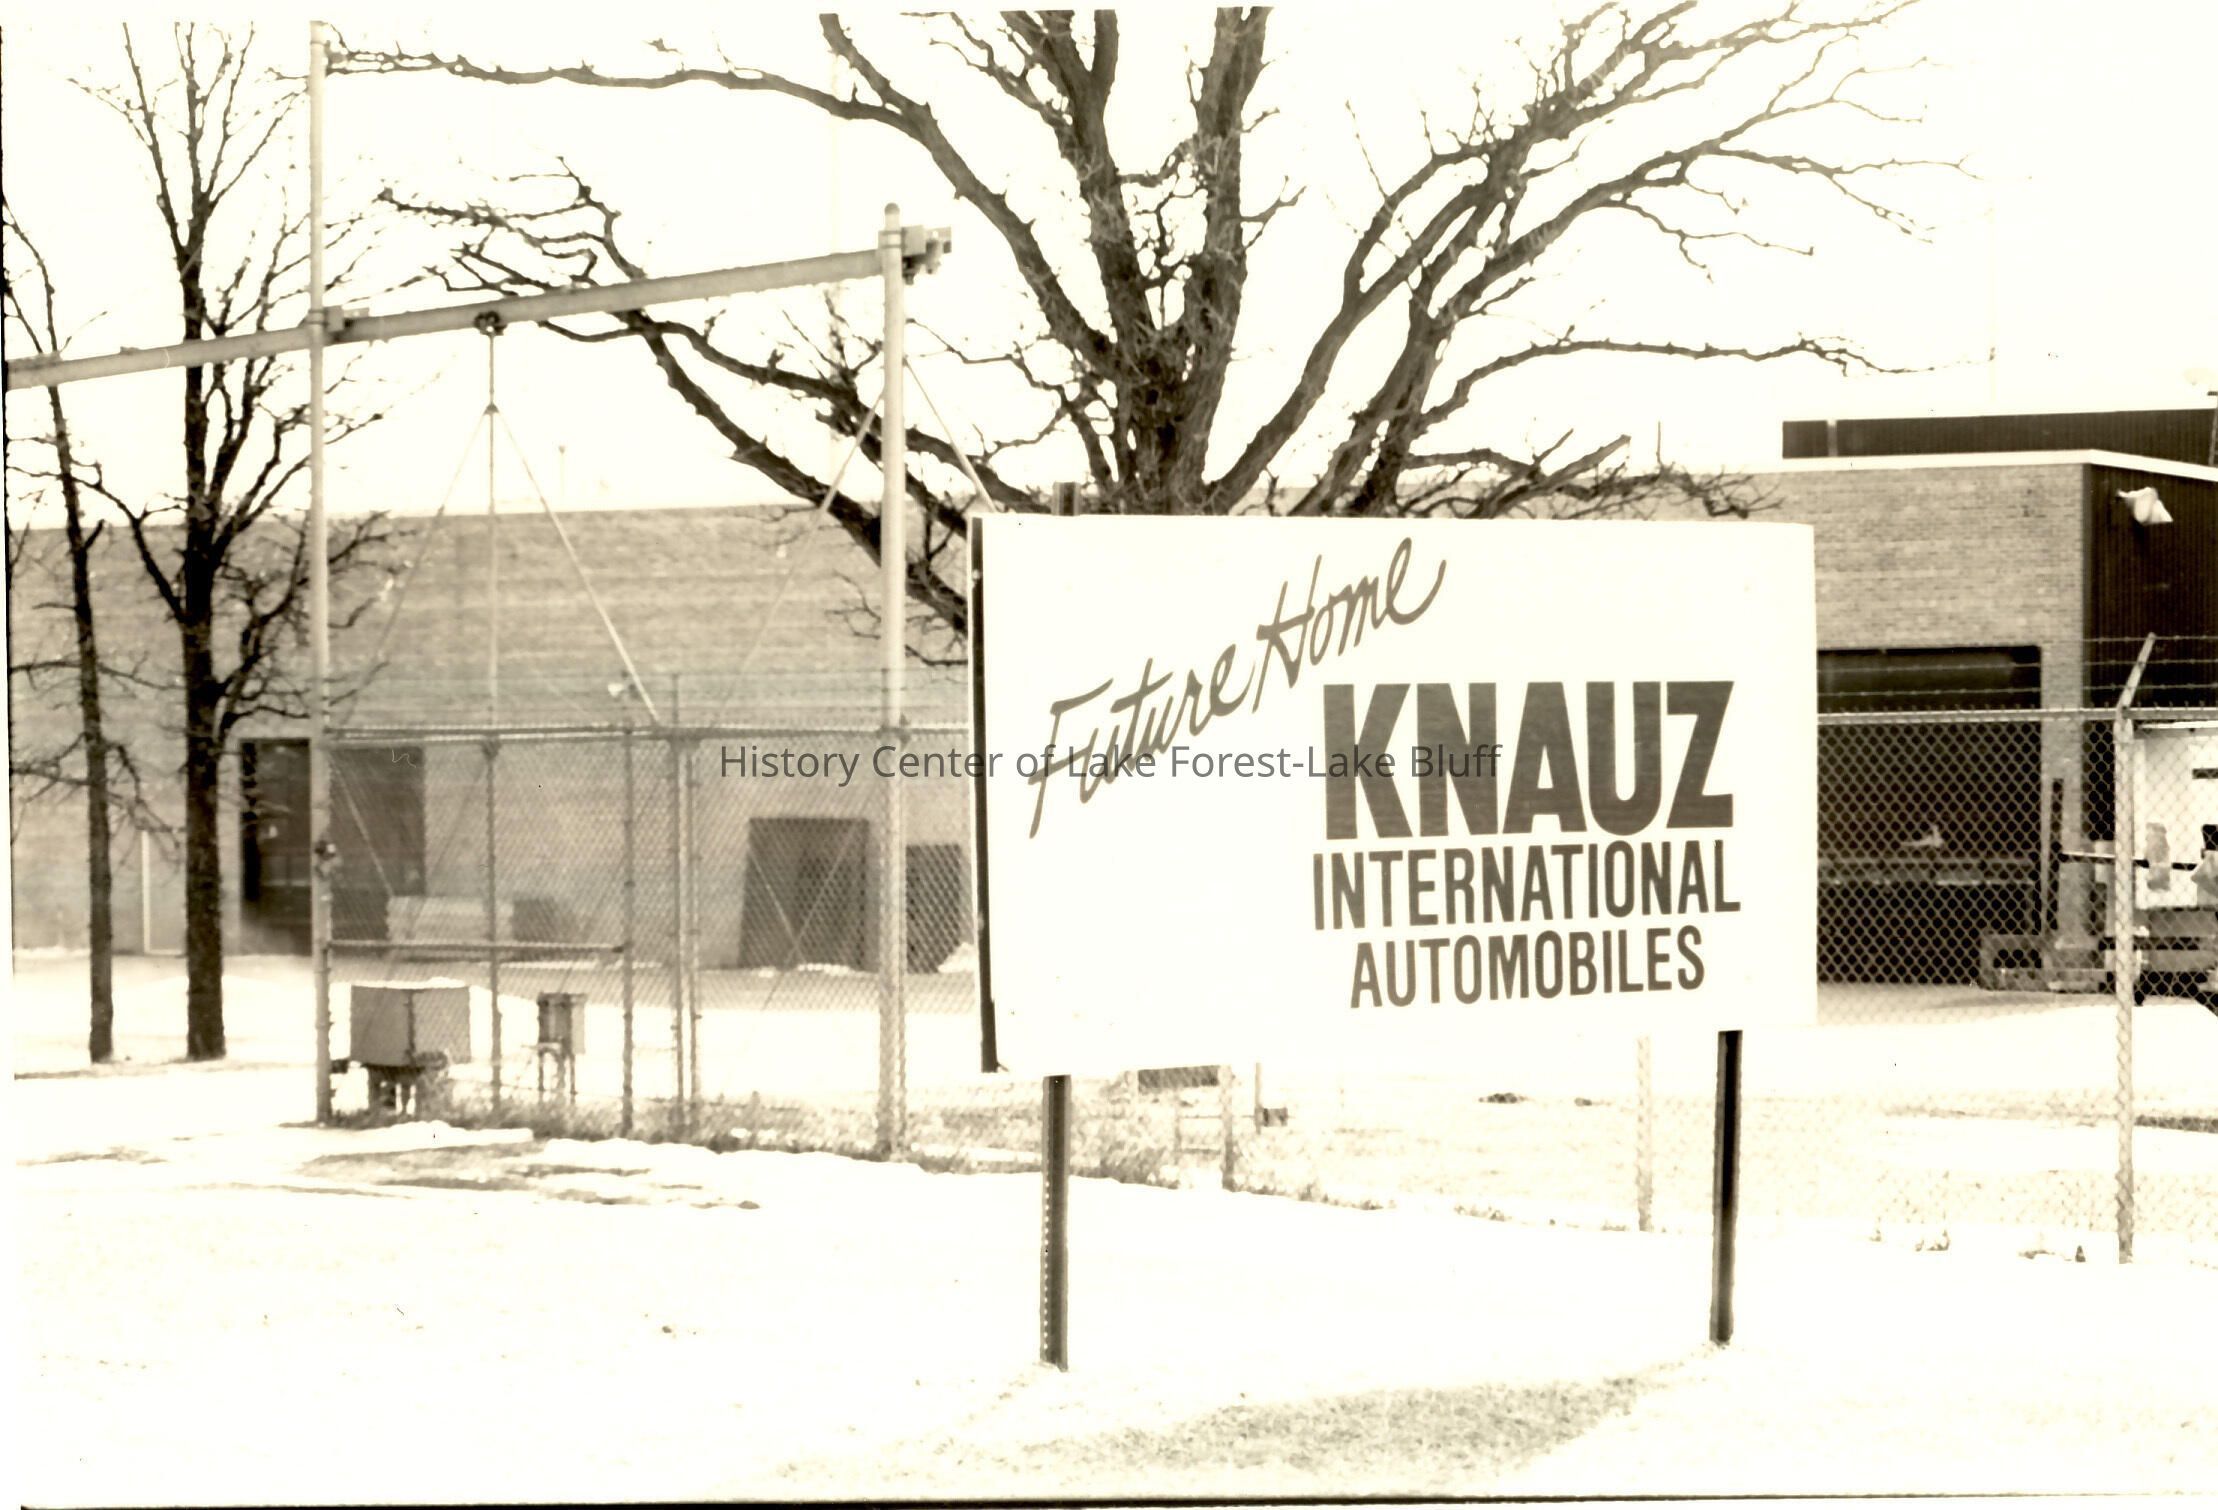 Future Home
KNAUZ
INTERNATIONAL
AUTOMOBILES
History Center of Lake Forest-Lake Bluff